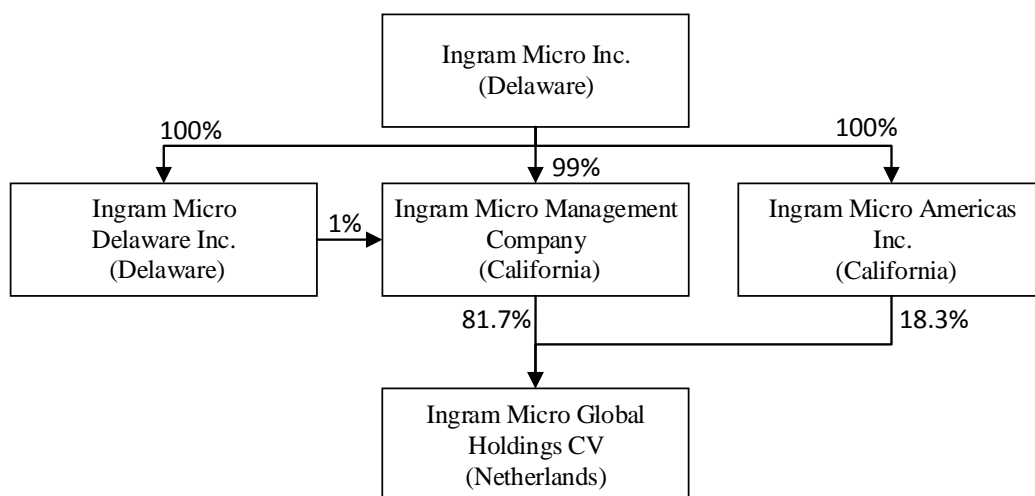 Ingram Micro Inc.
(Delaware)
100%
100%
99%
Ingram Micro
Delaware Inc.
(Delaware)
1%
Ingram Micro Management
Company
(California)
Ingram Micro Americas
Inc.
(California)
81.7%
18.3%
Ingram Micro Global
Holdings CV
(Netherlands)